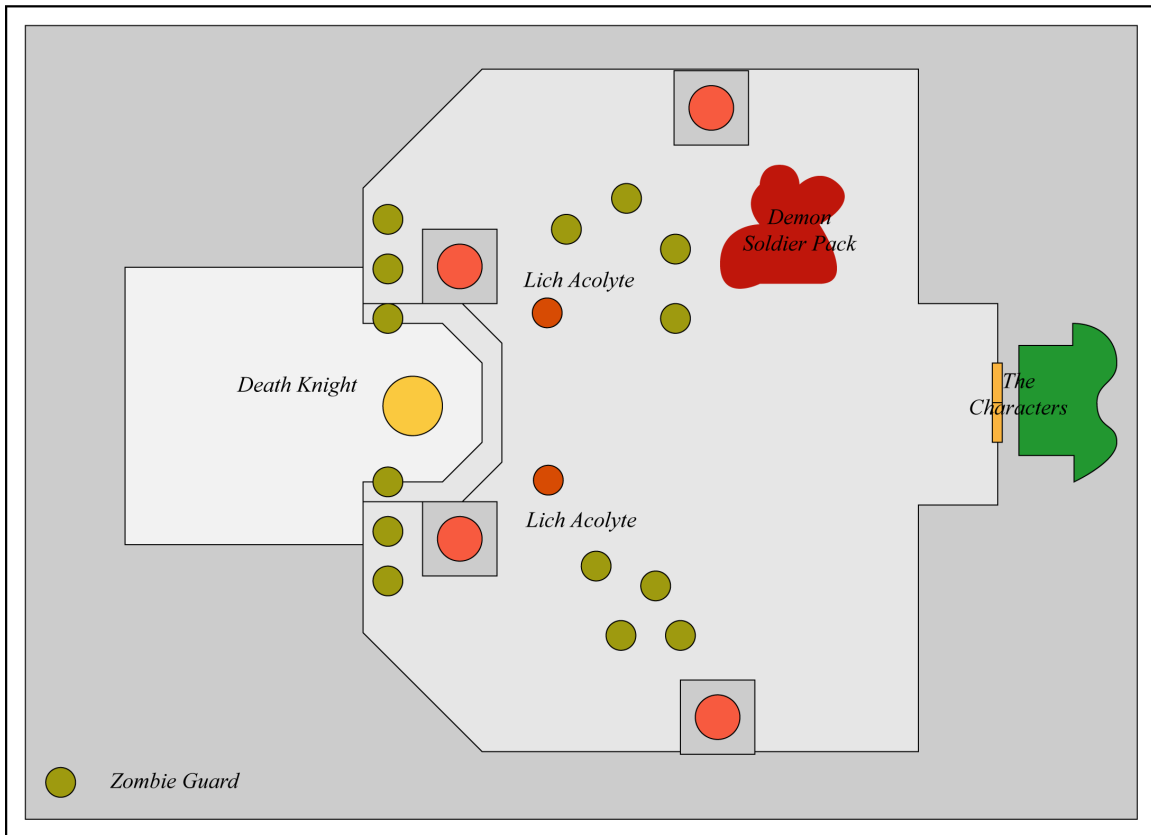 Demon
Soldier Pack
Lich Acolyte
Death Knight
The
Characters
Lich Acolyte
Zombie Guard